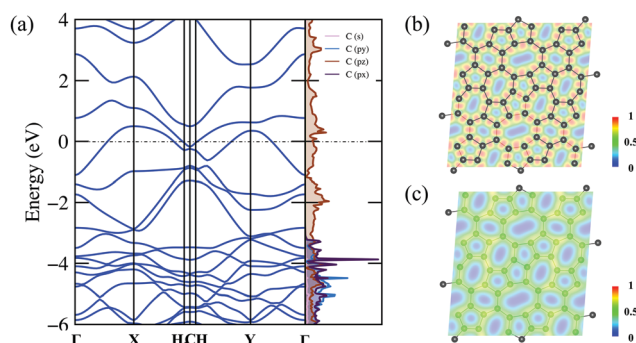 (a)
Energy (eV)
4
2
0
−2
−4
−6
Γ
X
Y
Γ
C (s)
C (py)
C (pz)
C (px)
(b)
1
0.5
0
(c)
1
0.5
0